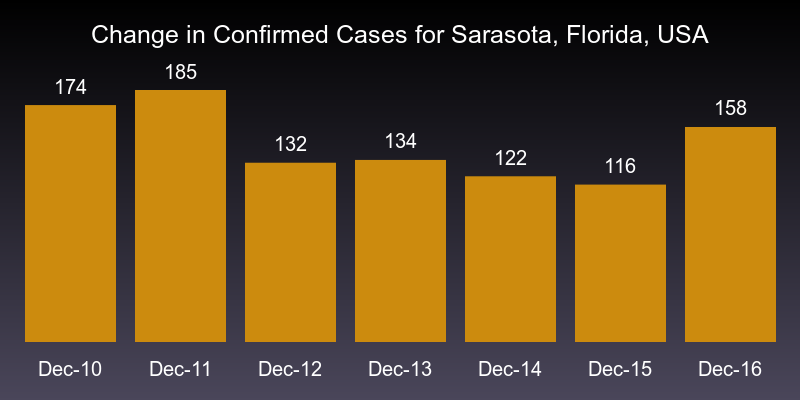 Change in Confirmed Cases for Sarasota, Florida, USA
174
185
132
134
122
116
158
Dec-10
Dec-11
Dec-12
Dec-13
Dec-14
Dec-15
Dec-16